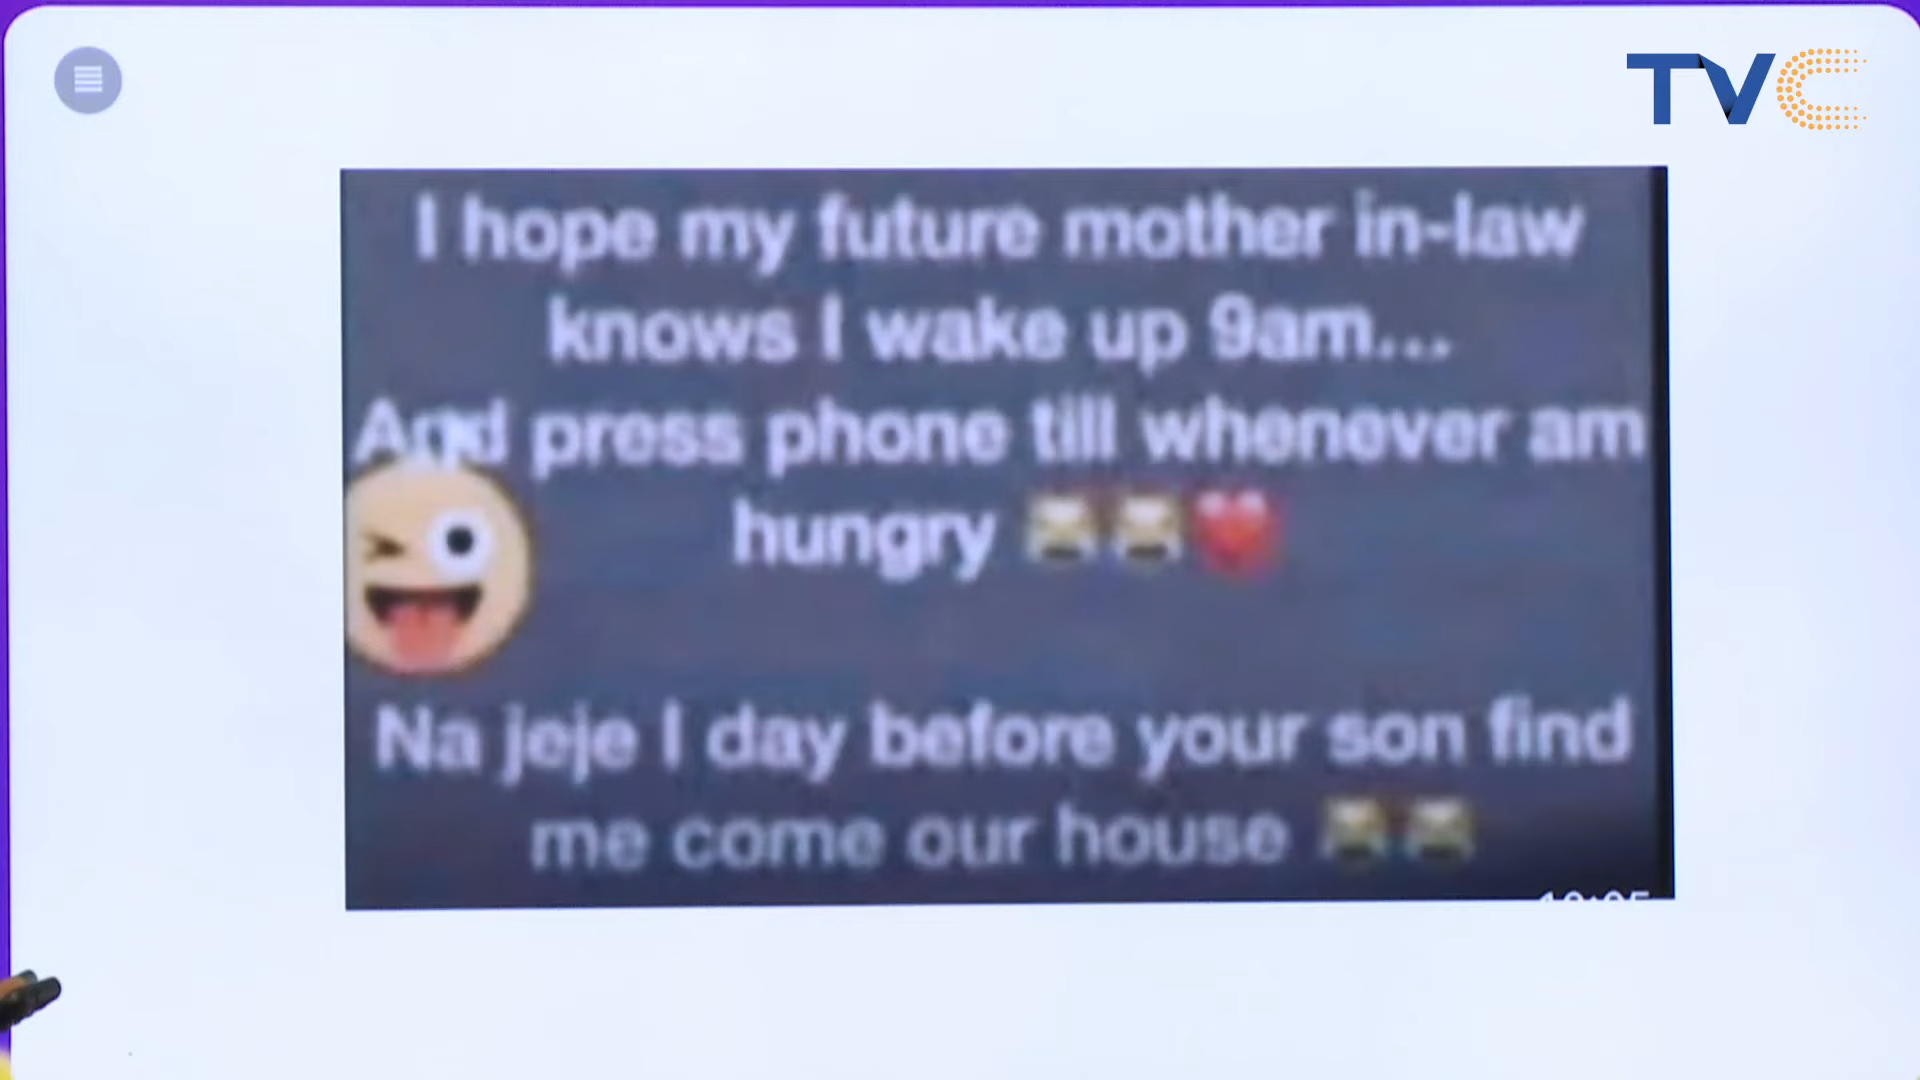 TVC
I hope my future mother in-law
knows I wake up 9am...
And press phone till whenever am
hungry
Na jeje I day before your son find
me come our house